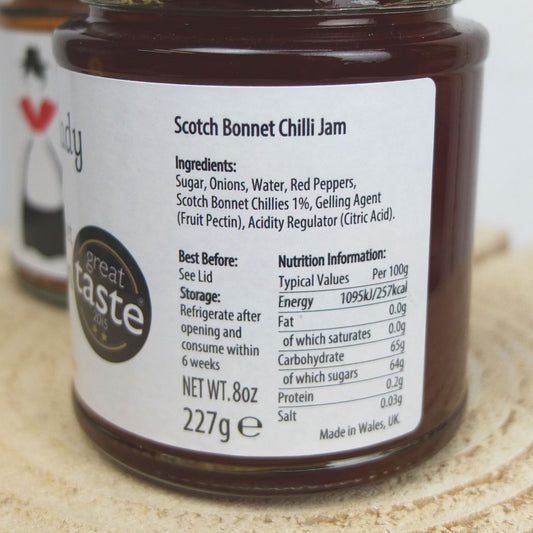 Scotch Bonnet Chilli Jam
Ingredients:
Sugar, Onions, Water, Red Peppers,
Scotch Bonnet Chillies 1%, Gelling Agent
(Fruit Pectin), Acidity Regulator (Citric Acid).
Best Before:
See Lid
Storage:
Refrigerate after
opening and
consume within
6 weeks
NET WT. 8oz
227g ℮
Nutrition Information:
Typical Values Per 100g
Energy 1095kJ/257kcal
Fat 0.0g
of which saturates 0.0g
Carbohydrate 65g
of which sugars 64g
Protein 0.2g
Salt 0.03g
Made in Wales, UK.
great
taste
2015